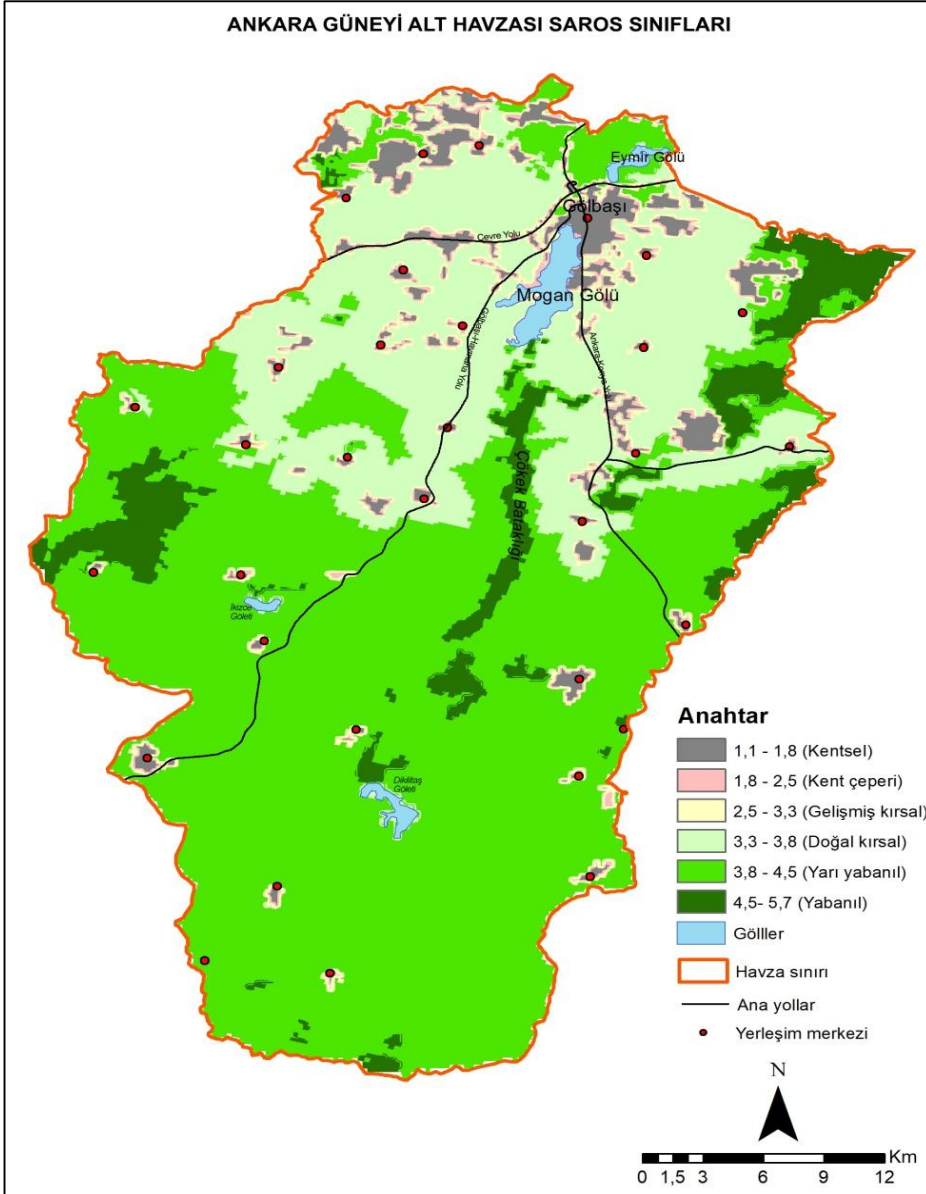 ANKARA GÜNEYİ ALT HAVZASI SAROS SINIFLARI
Eymir Gölü
Gölbaşı
Çevre Yolu
Mogan Gölü
Gölbaşı-Haymana Yolu
Ankara-Konya Yolu
Çökek Bataklığı
İkizce
Göleti
Dikilitaş
Göleti
Anahtar
1,1 - 1,8 (Kentsel)
1,8 - 2,5 (Kent çeperi)
2,5 - 3,3 (Gelişmiş kırsal)
3,3 - 3,8 (Doğal kırsal)
3,8 - 4,5 (Yarı yabanıl)
4,5- 5,7 (Yabanıl)
Gölller
Havza sınırı
Ana yollar
Yerleşim merkezi
N
Km
0 1,5 3 6 9 12